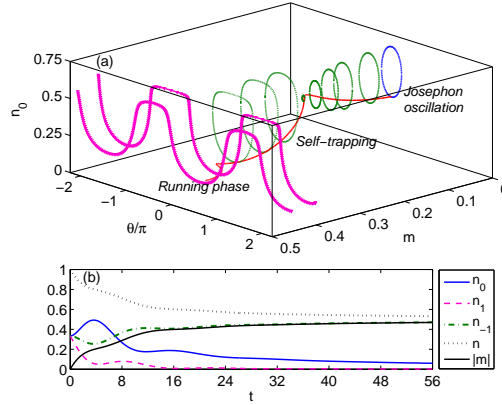 (a)
0.75
0.5
0.25
0
n0
Josephon
oscillation
Self−trapping
Running phase
−2
−1
0
1
2
θ/π
0.5
0.4
0.3
0.2
0.1
0
m
(b)
1
0.8
0.6
0.4
0.2
0
0
8
16
24
32
40
48
56
t
n0
n1
n−1
n
|m|